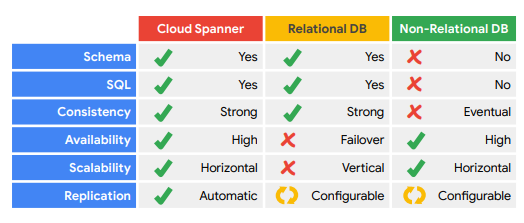 Cloud Spanner Relational DB Non-Relational DB
Schema Yes Yes No
SQL Yes Yes No
Consistency Strong Strong Eventual
Availability High Failover High
Scalability Horizontal Vertical Horizontal
Replication Automatic Configurable Configurable